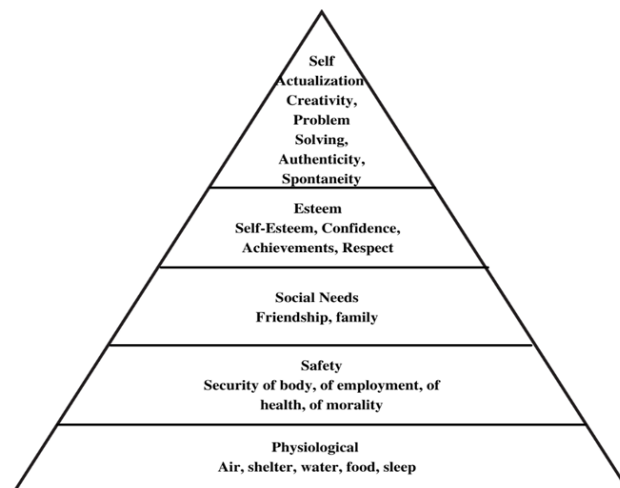 Self
Actualization
Creativity,
Problem
Solving,
Authenticity,
Spontaneity
Esteem
Self-Esteem, Confidence,
Achievements, Respect
Social Needs
Friendship, family
Safety
Security of body, of employment, of
health, of morality
Physiological
Air, shelter, water, food, sleep